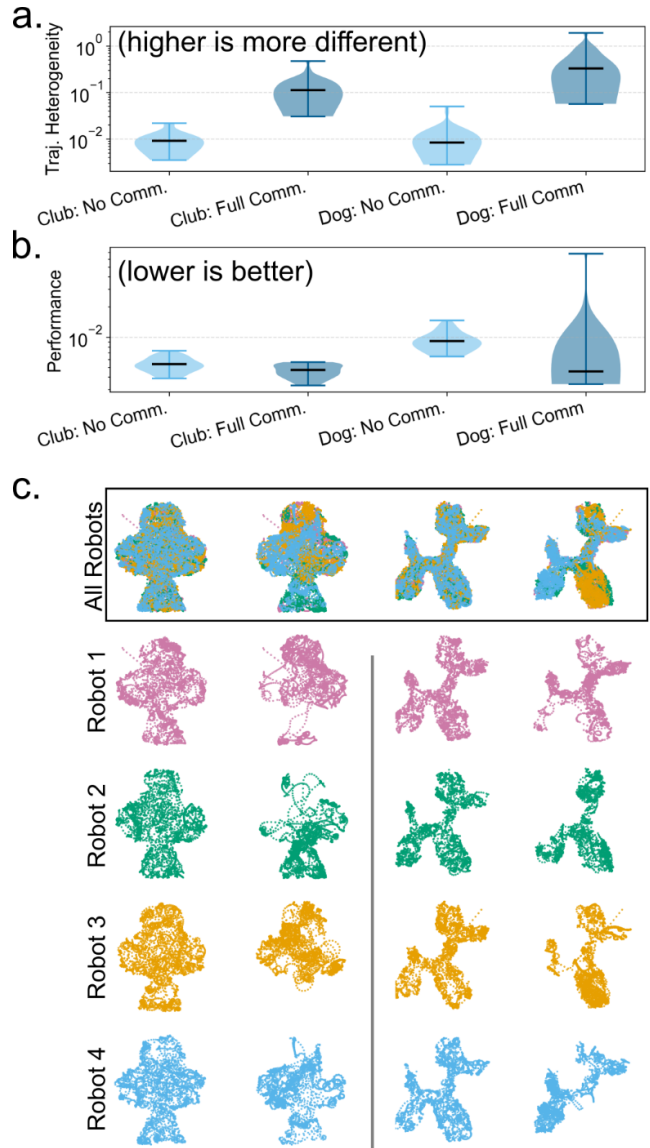 a.
(higher is more different)
Traj. Heterogeneity
10⁰
10⁻¹
10⁻²
Club: No Comm.
Club: Full Comm.
Dog: No Comm.
Dog: Full Comm
b.
(lower is better)
Performance
10⁻²
Club: No Comm.
Club: Full Comm.
Dog: No Comm.
Dog: Full Comm
c.
All Robots
Robot 1
Robot 2
Robot 3
Robot 4